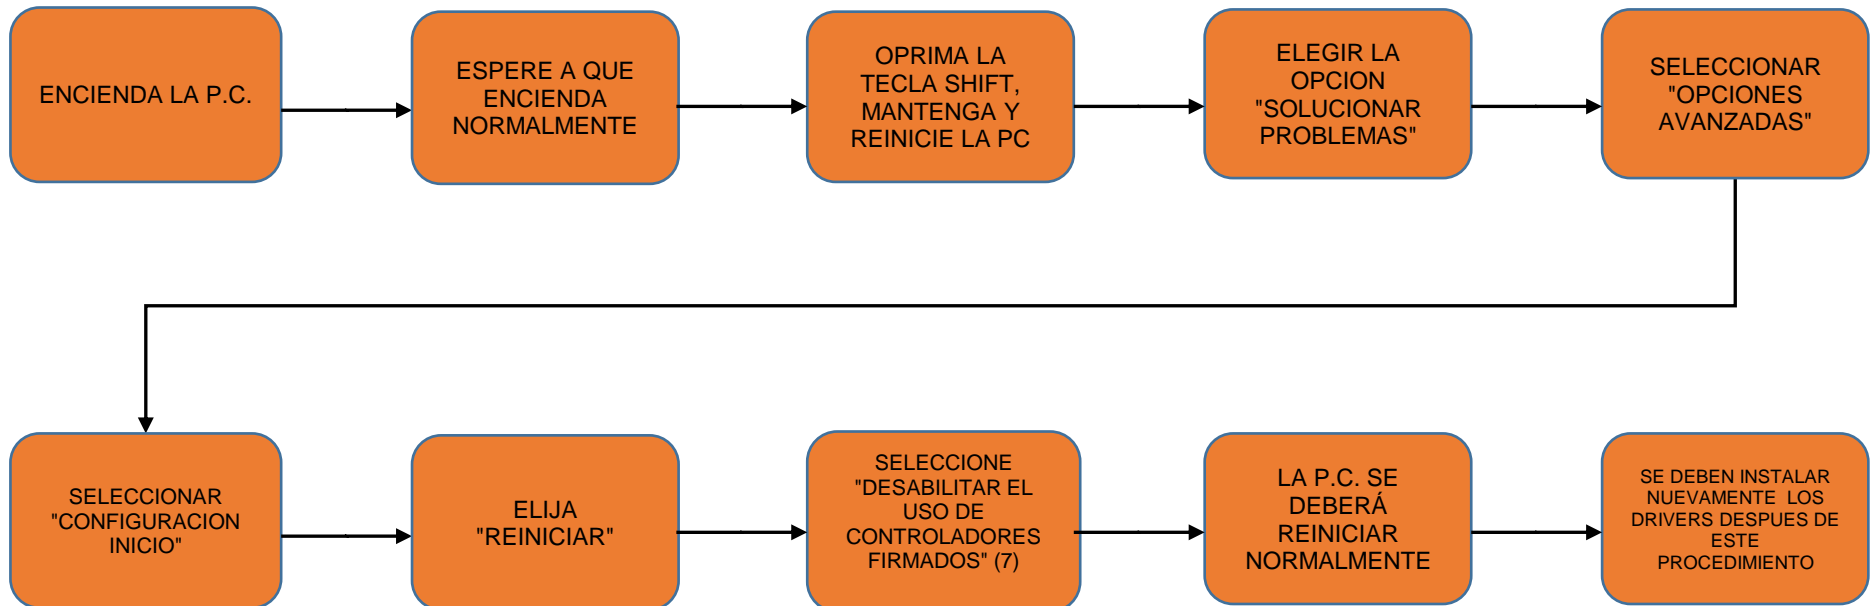 ENCIENDA LA P.C.
ESPERE A QUE
ENCIENDA
NORMALMENTE
OPRIMA LA
TECLA SHIFT,
MANTENGA Y
REINICIE LA PC
ELEGIR LA
OPCION
"SOLUCIONAR
PROBLEMAS"
SELECCIONAR
"OPCIONES
AVANZADAS"
SELECCIONAR
"CONFIGURACION
INICIO"
ELIJA
"REINICIAR"
SELECCIONE
"DESABILITAR EL
USO DE
CONTROLADORES
FIRMADOS" (7)
LA P.C. SE
DEBERÁ
REINICIAR
NORMALMENTE
SE DEBEN INSTALAR
NUEVAMENTE LOS
DRIVERS DESPUES DE
ESTE
PROCEDIMIENTO